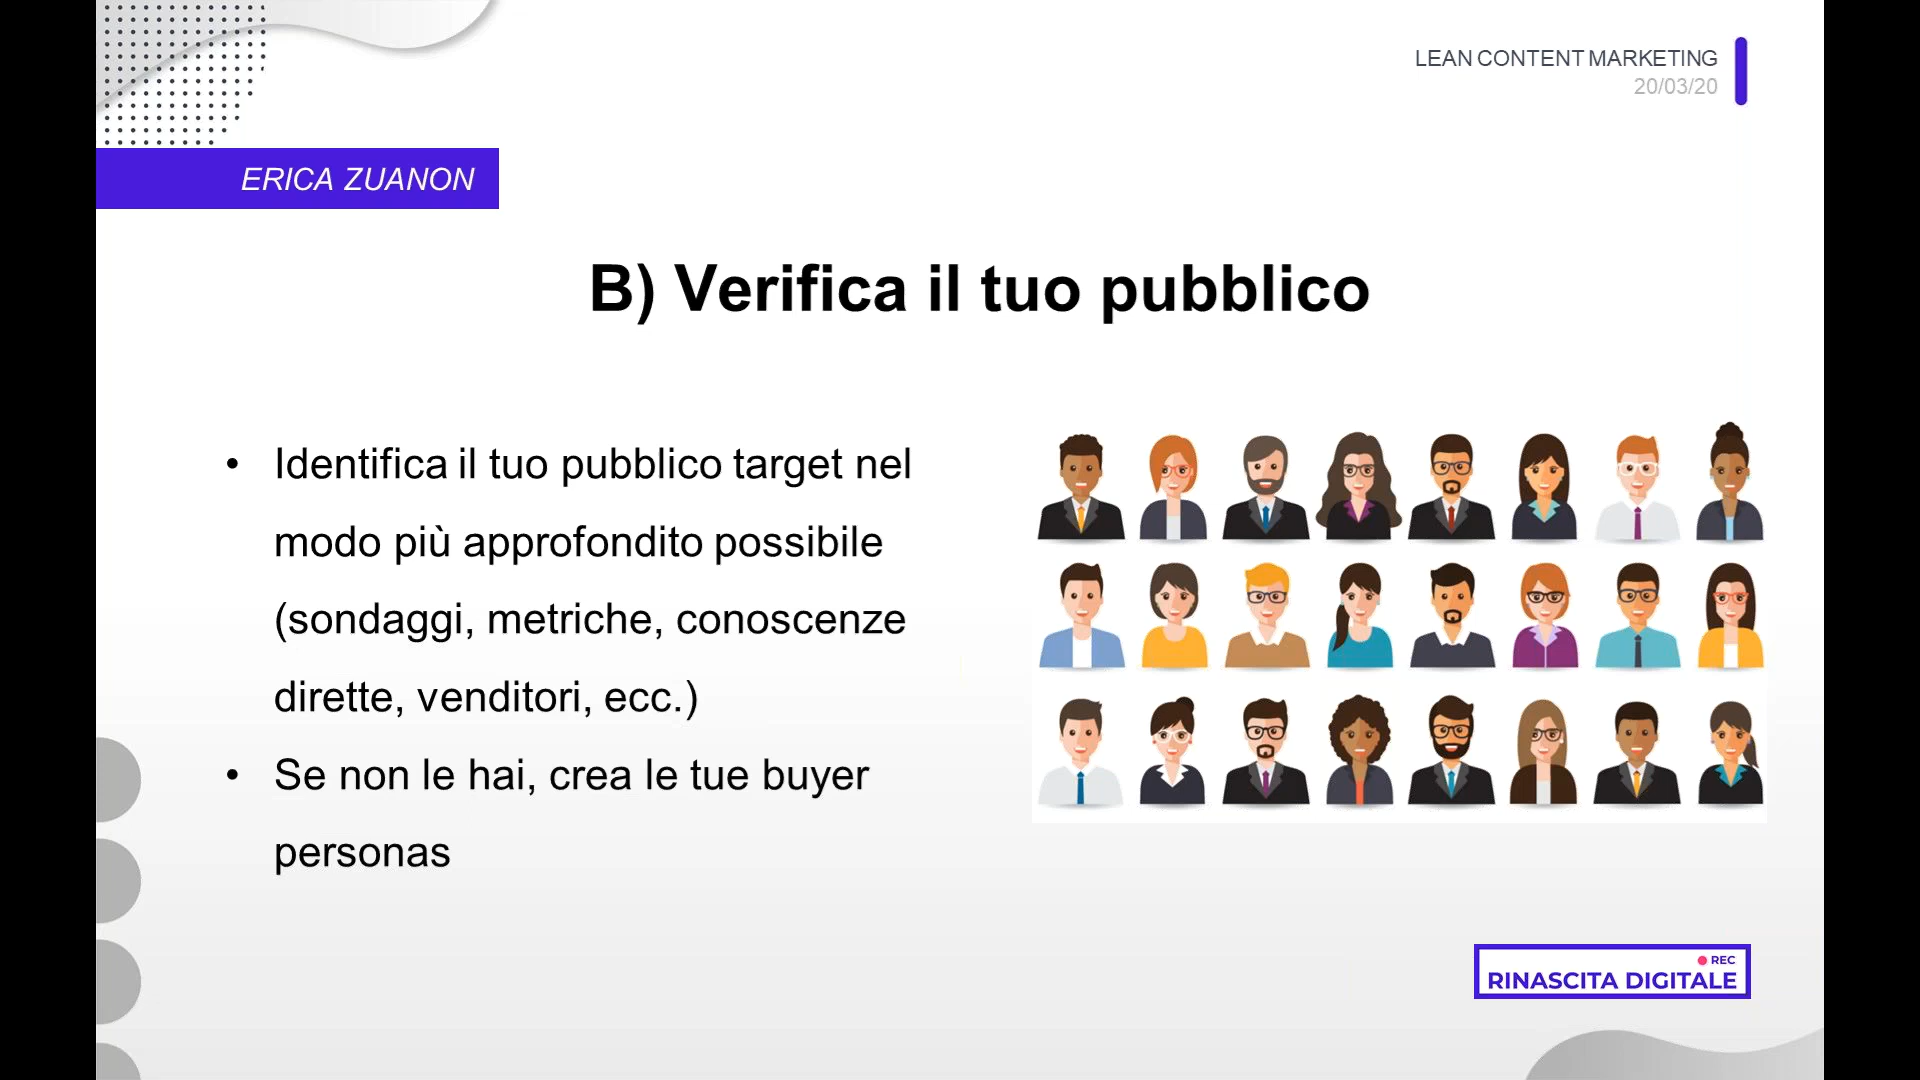 LEAN CONTENT MARKETING
20/03/20
ERICA ZUANON
B) Verifica il tuo pubblico
• Identifica il tuo pubblico target nel
modo più approfondito possibile
(sondaggi, metriche, conoscenze
dirette, venditori, ecc.)
• Se non le hai, crea le tue buyer
personas
REC
RINASCITA DIGITALE